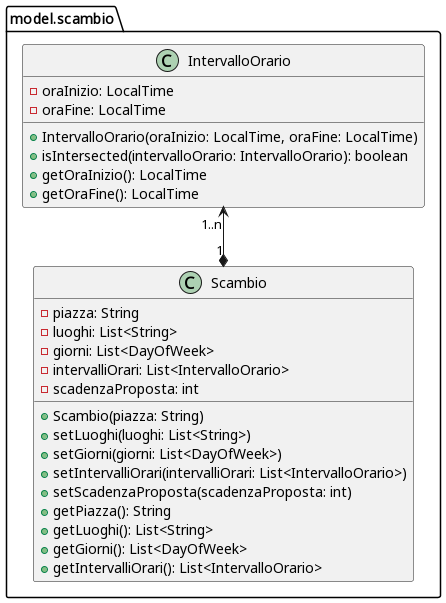 model.scambio
C IntervalloOrario
oraInizio: LocalTime
oraFine: LocalTime
IntervalloOrario(oraInizio: LocalTime, oraFine: LocalTime)
isIntersected(intervalloOrario: IntervalloOrario): boolean
getOraInizio(): LocalTime
getOraFine(): LocalTime
1..n
1
C Scambio
piazza: String
luoghi: List<String>
giorni: List<DayOfWeek>
intervalliOrari: List<IntervalloOrario>
scadenzaProposta: int
Scambio(piazza: String)
setLuoghi(luoghi: List<String>)
setGiorni(giorni: List<DayOfWeek>)
setIntervalliOrari(intervalliOrari: List<IntervalloOrario>)
setScadenzaProposta(scadenzaProposta: int)
getPiazza(): String
getLuoghi(): List<String>
getGiorni(): List<DayOfWeek>
getIntervalliOrari(): List<IntervalloOrario>